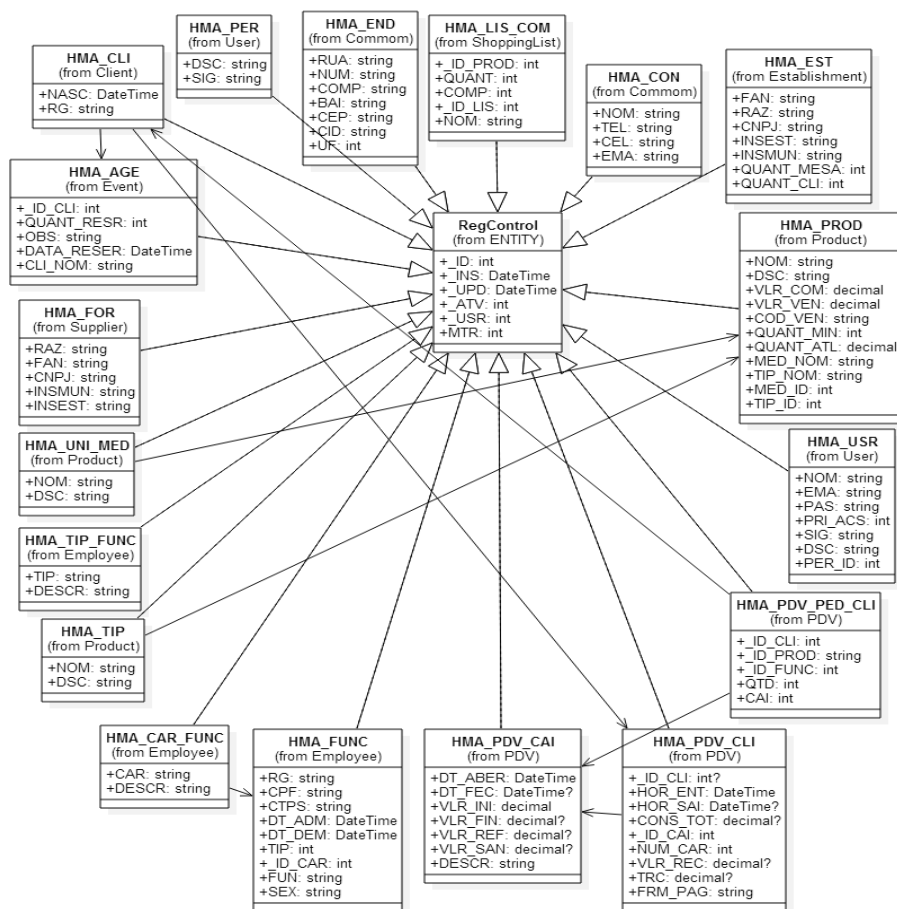 HMA_CLI
(from Client)
+NASC: DateTime
+RG: string
HMA_PER
(from User)
+DSC: string
+SIG: string
HMA_END
(from Commom)
+RUA: string
+NUM: string
+COMP: string
+BAI: string
+CEP: string
+CID: string
+UF: int
HMA_LIS_COM
(from ShoppingList)
+_ID_PROD: int
+QUANT: int
+COMP: int
+_ID_LIS: int
+NOM: string
HMA_CON
(from Commom)
+NOM: string
+TEL: string
+CEL: string
+EMA: string
HMA_EST
(from Establishment)
+FAN: string
+RAZ: string
+CNPJ: string
+INSEST: string
+INSMUN: string
+QUANT_MESA: int
+QUANT_CLI: int
HMA_AGE
(from Event)
+_ID_CLI: int
+QUANT_RESR: int
+OBS: string
+DATA_RESER: DateTime
+CLI_NOM: string
RegControl
(from ENTITY)
+_ID: int
+_INS: DateTime
+_UPD: DateTime
+_ATV: int
+_USR: int
+MTR: int
HMA_PROD
(from Product)
+NOM: string
+DSC: string
+VLR_COM: decimal
+VLR_VEN: decimal
+COD_VEN: string
+QUANT_MIN: int
+QUANT_ATL: decimal
+MED_NOM: string
+TIP_NOM: string
+MED_ID: int
+TIP_ID: int
HMA_FOR
(from Supplier)
+RAZ: string
+FAN: string
+CNPJ: string
+INSMUN: string
+INSEST: string
HMA_UNI_MED
(from Product)
+NOM: string
+DSC: string
HMA_USR
(from User)
+NOM: string
+EMA: string
+PAS: string
+PRI_ACS: int
+SIG: string
+DSC: string
+PER_ID: int
HMA_TIP_FUNC
(from Employee)
+TIP: string
+DESCR: string
HMA_TIP
(from Product)
+NOM: string
+DSC: string
HMA_PDV_PED_CLI
(from PDV)
+_ID_CLI: int
+_ID_PROD: string
+_ID_FUNC: int
+QTD: int
+CAI: int
HMA_CAR_FUNC
(from Employee)
+CAR: string
+DESCR: string
HMA_FUNC
(from Employee)
+RG: string
+CPF: string
+CTPS: string
+DT_ADM: DateTime
+DT_DEM: DateTime
+TIP: int
+_ID_CAR: int
+FUN: string
+SEX: string
HMA_PDV_CAI
(from PDV)
+DT_ABER: DateTime
+DT_FEC: DateTime?
+VLR_INI: decimal
+VLR_FIN: decimal?
+VLR_REF: decimal?
+VLR_SAN: decimal?
+DESCR: string
HMA_PDV_CLI
(from PDV)
+_ID_CLI: int?
+HOR_ENT: DateTime
+HOR_SAI: DateTime?
+CONS_TOT: decimal?
+_ID_CAI: int
+NUM_CAR: int
+VLR_REC: decimal?
+TRC: decimal?
+FRM_PAG: string